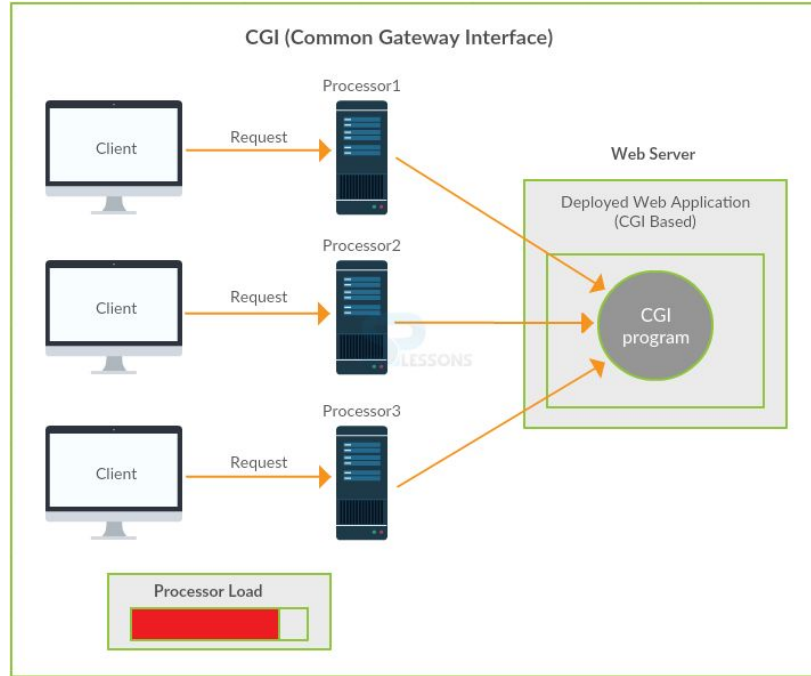 CGI (Common Gateway Interface)
Processor1
Client
Request
Web Server
Deployed Web Application
(CGI Based)
Processor2
Client
Request
CGI
program
LESSONS
Processor3
Client
Request
Processor Load